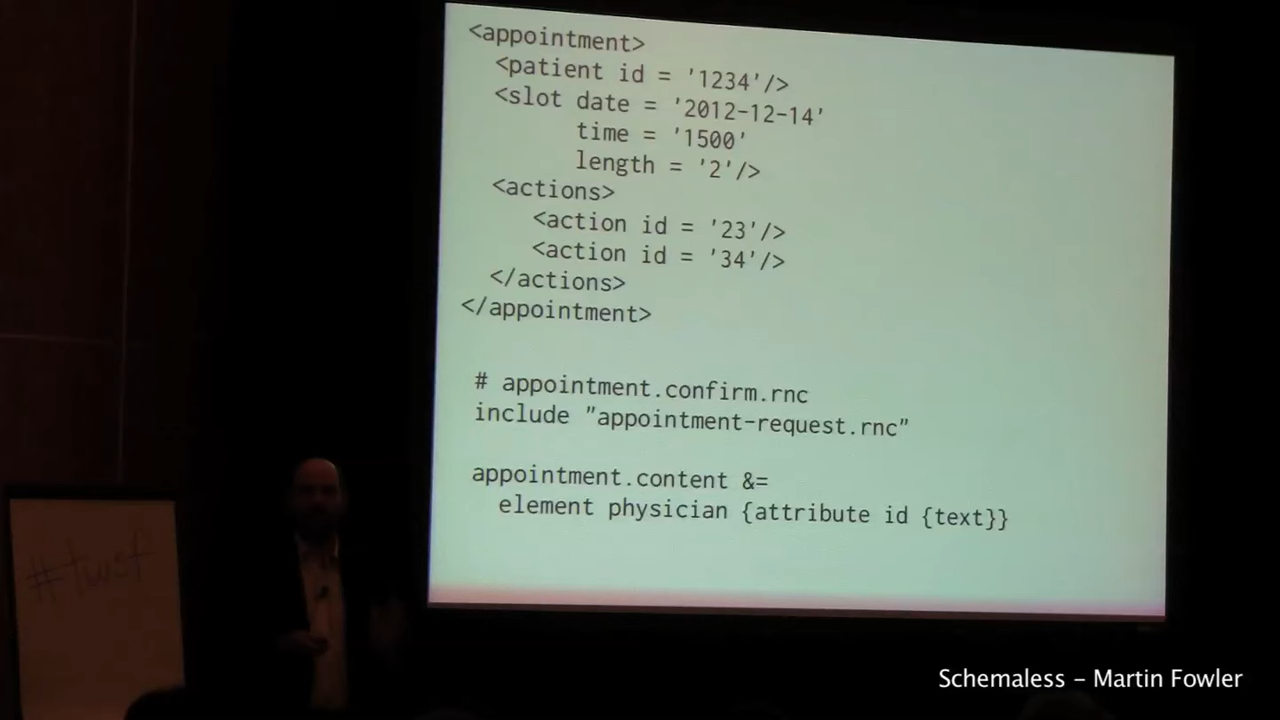 <appointment>
<patient id = '1234'/>
<slot date = '2012-12-14'
time = '1500'
length = '2'/>
<actions>
<action id = '23'/>
<action id = '34'/>
</actions>
</appointment>
# appointment.confirm.rnc
include "appointment-request.rnc"
appointment.content &=
element physician {attribute id {text}}
#twsf
Schemaless - Martin Fowler